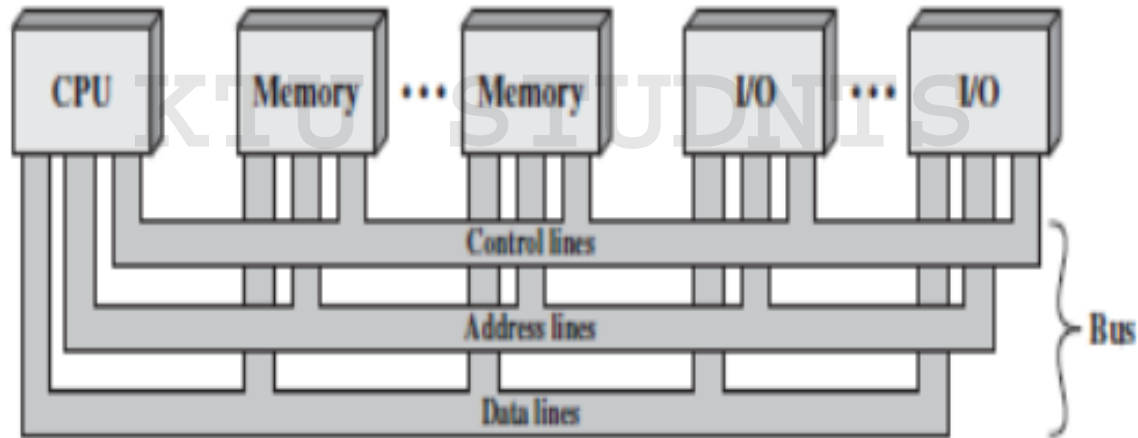 CPU Memory ••• Memory I/O ••• I/O
KTU STUDNTS
Control lines
Address lines
Bus
Data lines